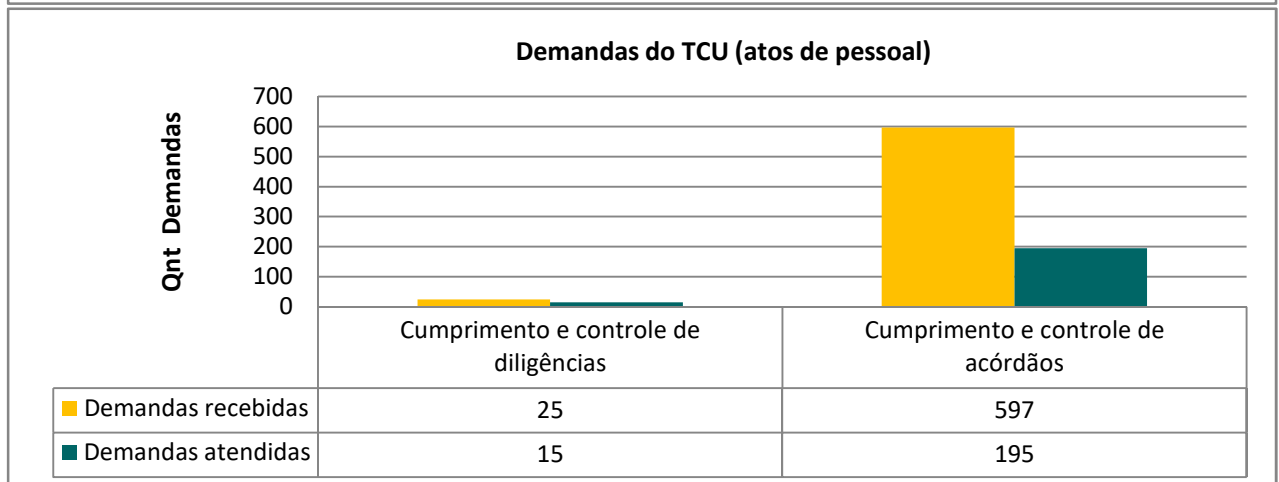 Demandas do TCU (atos de pessoal)
Qnt Demandas
700
600
500
400
300
200
100
0
Cumprimento e controle de
diligências
Cumprimento e controle de
acórdãos
Demandas recebidas 25 597
Demandas atendidas 15 195